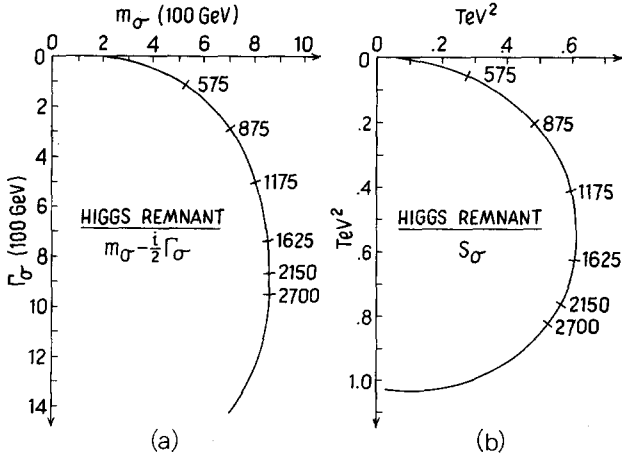 m_σ (100 GeV)
0 2 4 6 8 10
0
2
4
6
8
10
12
14
Γ_σ (100 GeV)
575
875
1175
1625
2150
2700
HIGGS REMNANT
m_σ - i/2 Γ_σ
(a)
TeV²
0 .2 .4 .6
0
.2
.4
.6
.8
1.0
TeV²
575
875
1175
1625
2150
2700
HIGGS REMNANT
S_σ
(b)